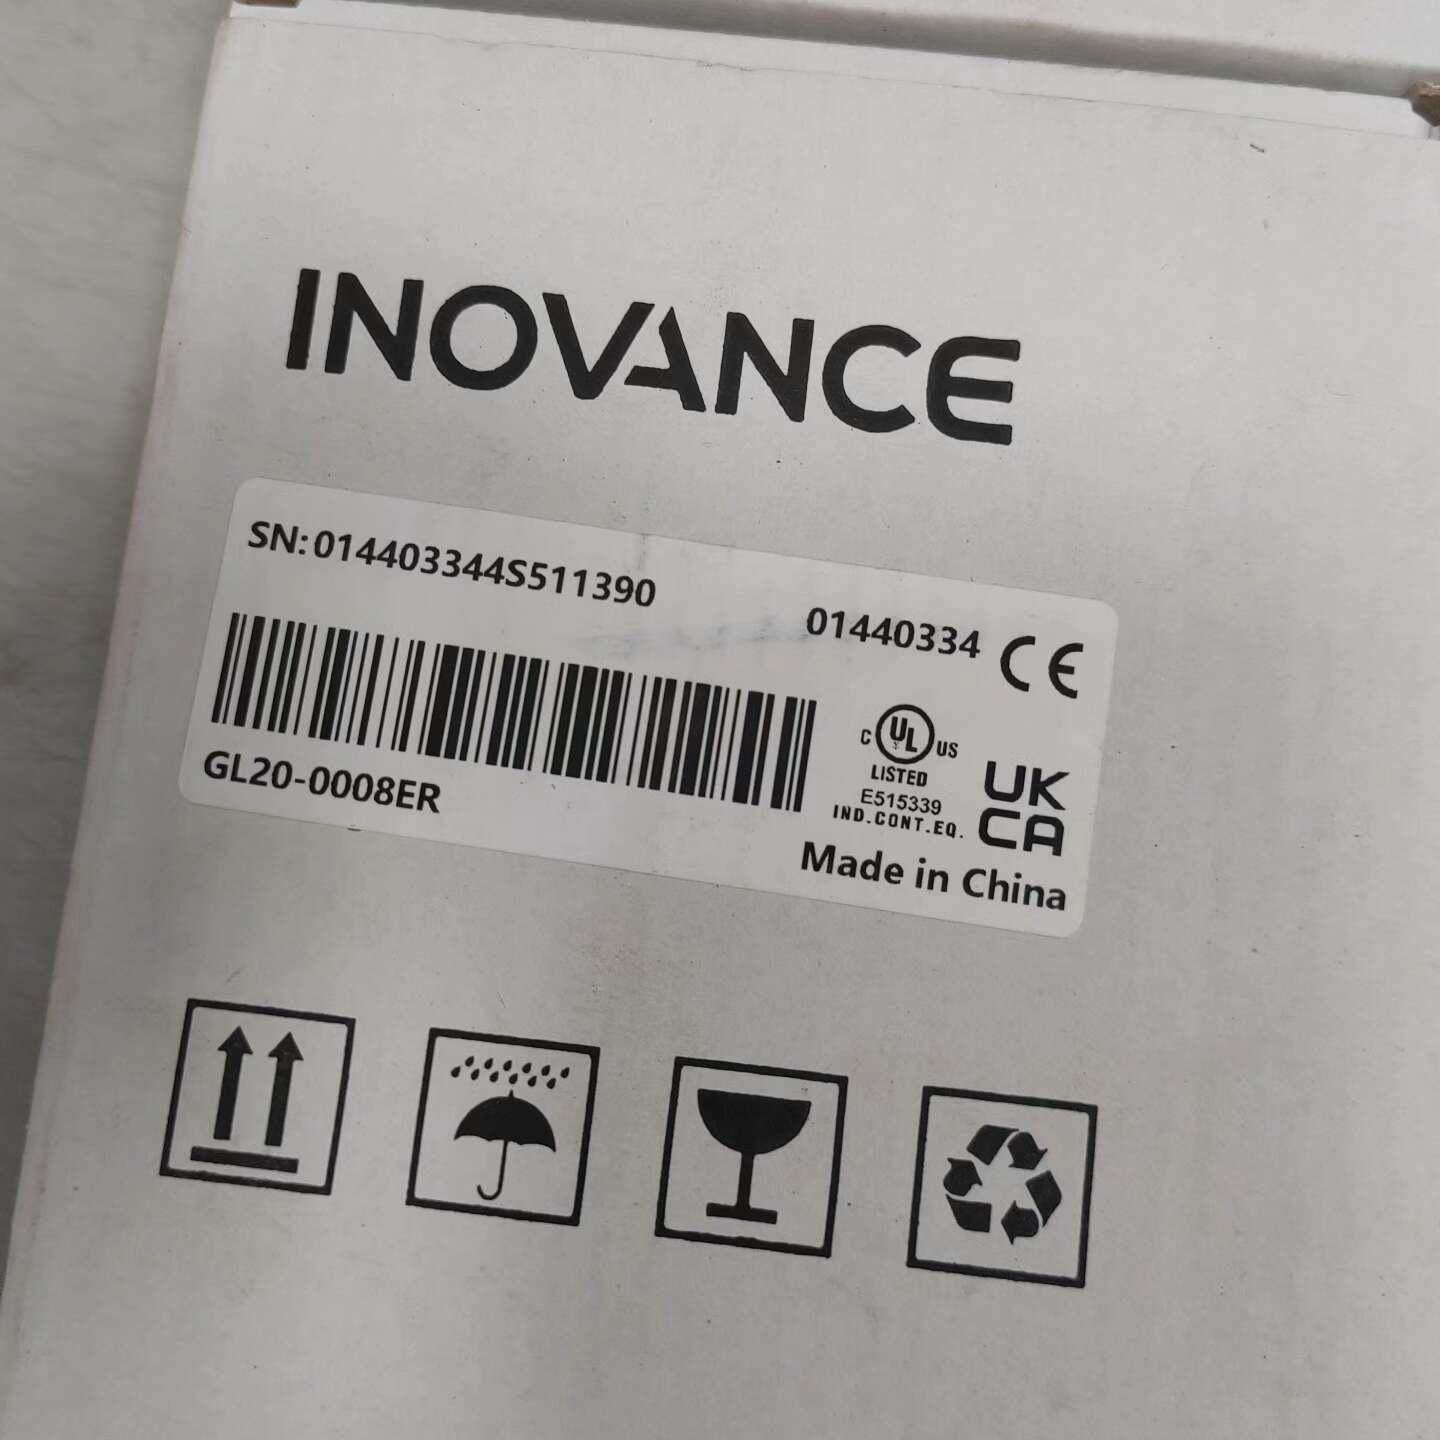 INOVANCE
SN:014403344S511390
01440334 CE
C UL US
LISTED
E515339
IND.CONT.EQ.
UK
CA
GL20-0008ER
Made in China